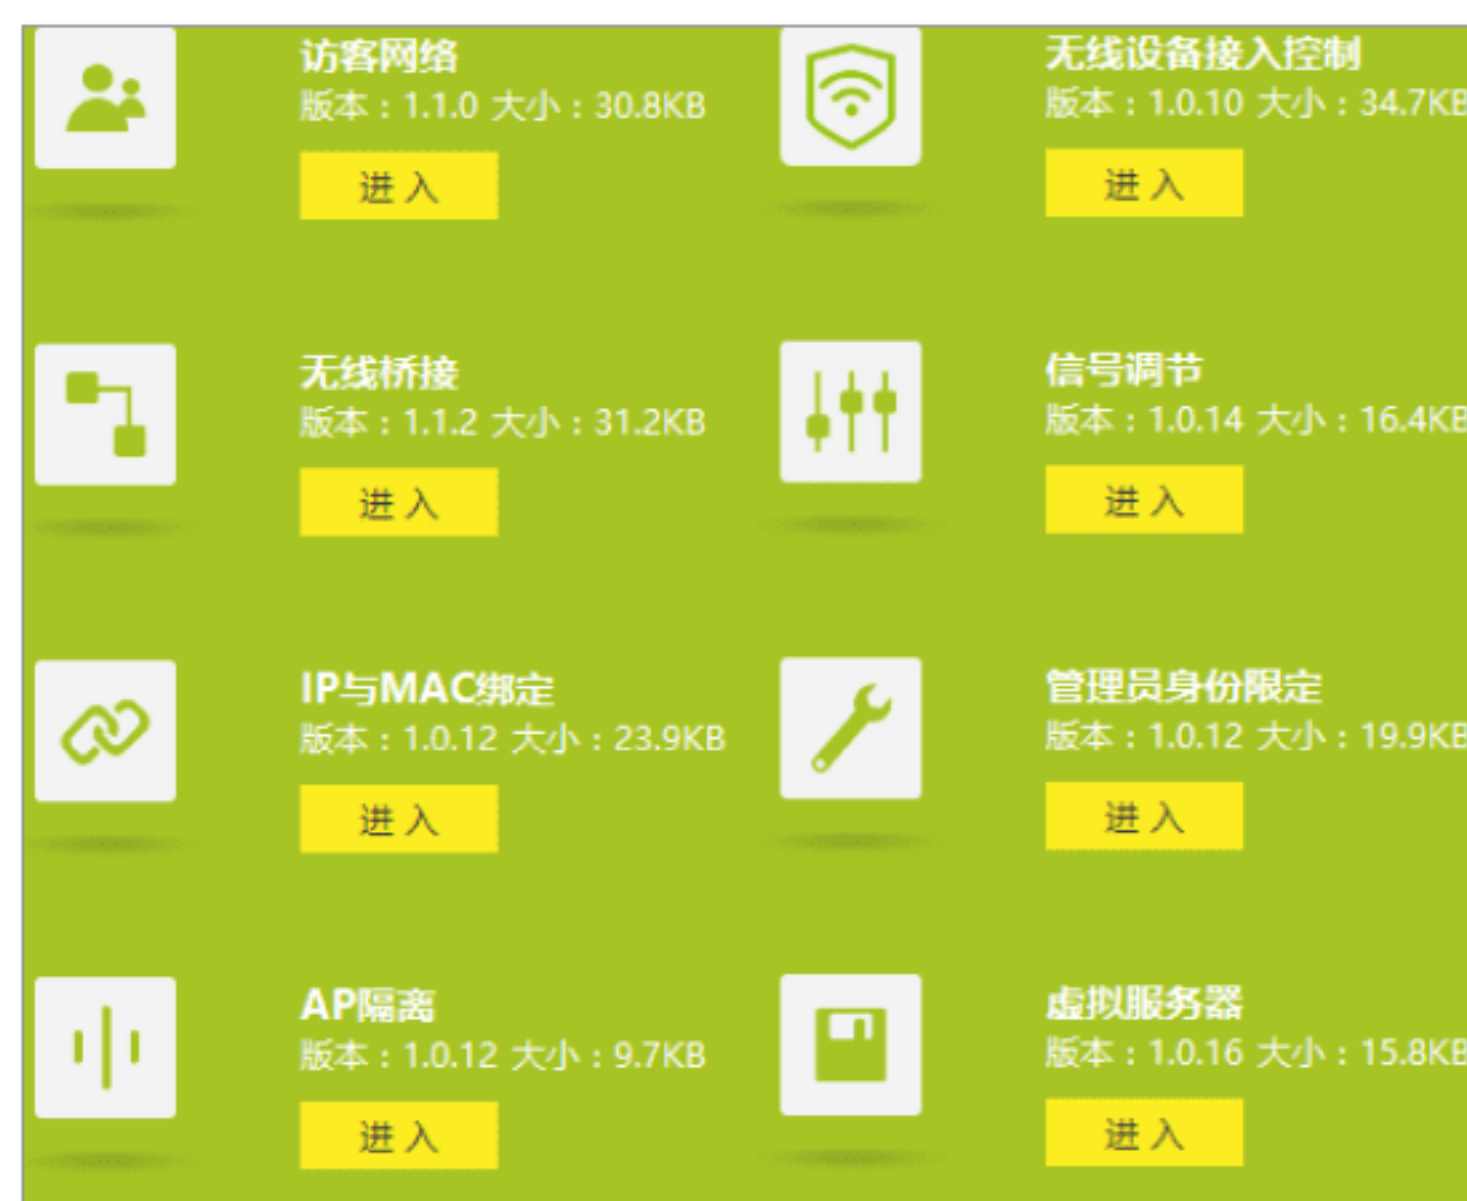 访客网络
版本：1.1.0 大小：30.8KB
进 入
无线设备接入控制
版本：1.0.10 大小：34.7KB
进 入
无线桥接
版本：1.1.2 大小：31.2KB
进 入
信号调节
版本：1.0.14 大小：16.4KB
进 入
IP与MAC绑定
版本：1.0.12 大小：23.9KB
进 入
管理员身份限定
版本：1.0.12 大小：19.9KB
进 入
AP隔离
版本：1.0.12 大小：9.7KB
进 入
虚拟服务器
版本：1.0.16 大小：15.8KB
进 入